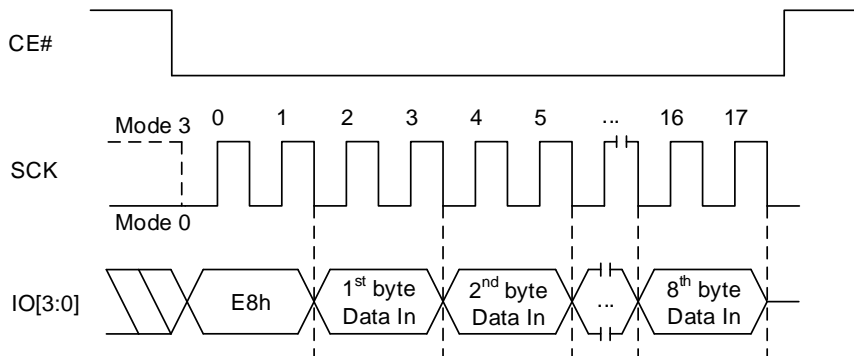 CE#
Mode 3 0 1 2 3 4 5 ... 16 17
SCK
Mode 0
IO[3:0] E8h 1st byte Data In 2nd byte Data In ... 8th byte Data In